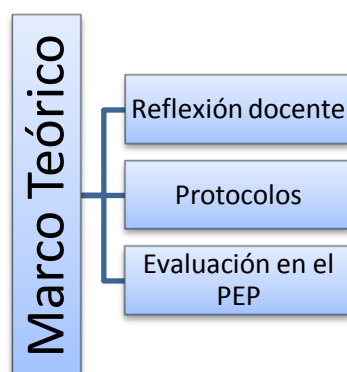 Marco Teórico
Reflexión docente
Protocolos
Evaluación en el
PEP